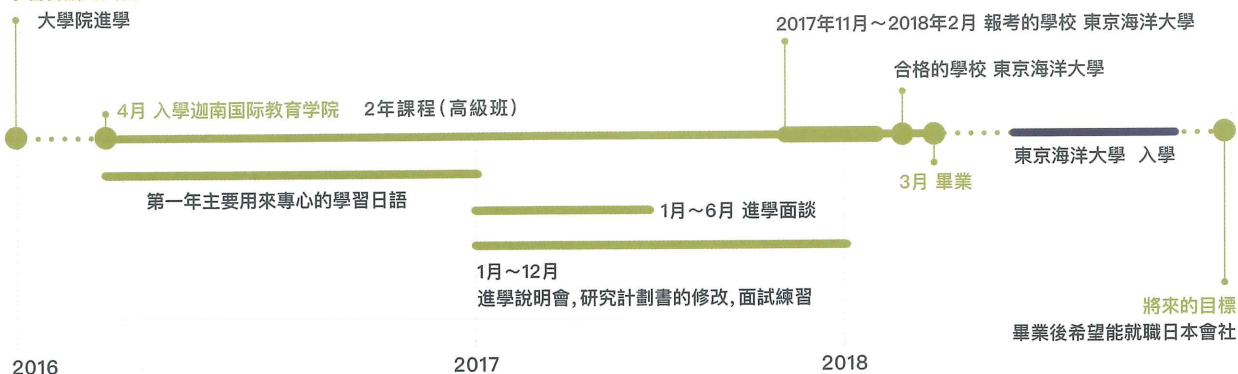 大學院進學
2017年11月～2018年2月 報考的學校 東京海洋大學
合格的學校 東京海洋大學
4月 入學迦南国际教育学院 2年課程（高級班）
東京海洋大學 入學
3月 畢業
第一年主要用來專心的學習日語
1月～6月 進學面談
1月～12月
進學說明會，研究計劃書的修改，面試練習
將來的目標
畢業後希望能就職日本會社
2016 2017 2018